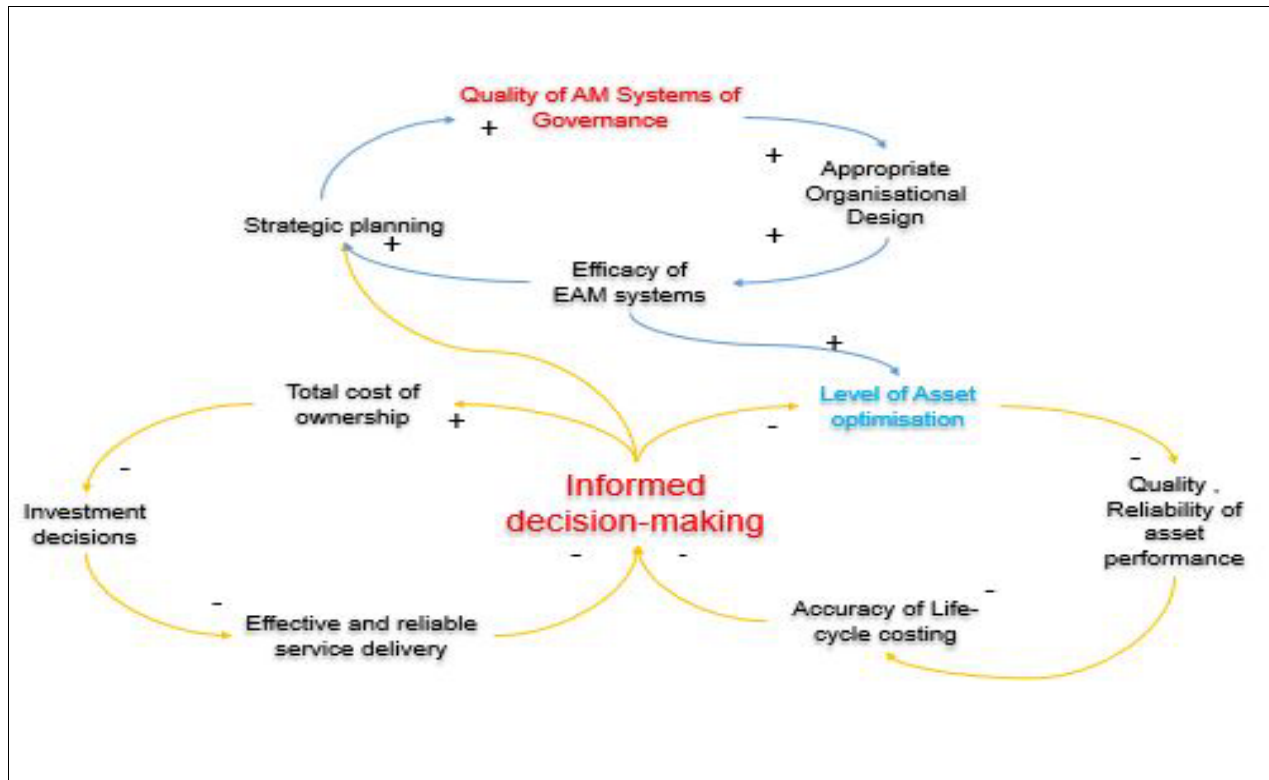 Quality of AM Systems of
Governance
+
+
Appropriate
Organisational
Design
Strategic planning
+
+
Efficacy of
EAM systems
+
Total cost of
ownership
+
Level of Asset
optimisation
-
-
-
Informed
decision-making
Quality .
Reliability of
asset
performance
Investment
decisions
-
-
-
-
Effective and reliable
service delivery
Accuracy of Life-
cycle costing